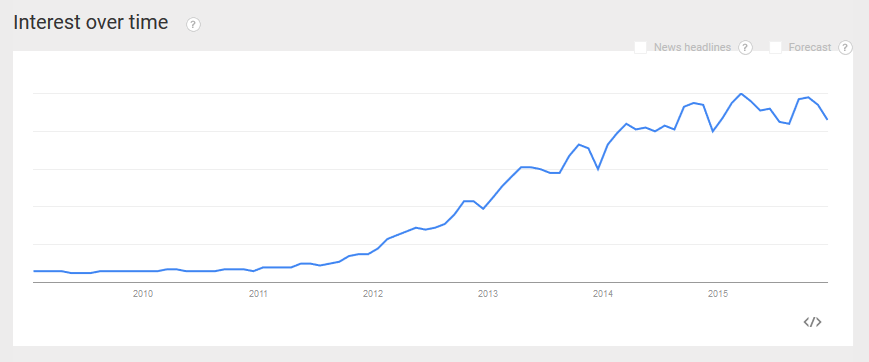 Interest over time ?
News headlines ? Forecast ?
2010 2011 2012 2013 2014 2015
</>